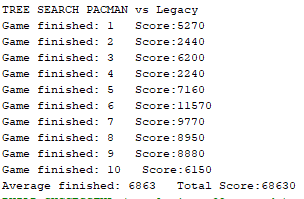 TREE SEARCH PACMAN vs Legacy
Game finished: 1   Score:5270
Game finished: 2   Score:2440
Game finished: 3   Score:6200
Game finished: 4   Score:2240
Game finished: 5   Score:7160
Game finished: 6   Score:11570
Game finished: 7   Score:9770
Game finished: 8   Score:8950
Game finished: 9   Score:8880
Game finished: 10   Score:6150
Average finished: 6863   Total Score:68630